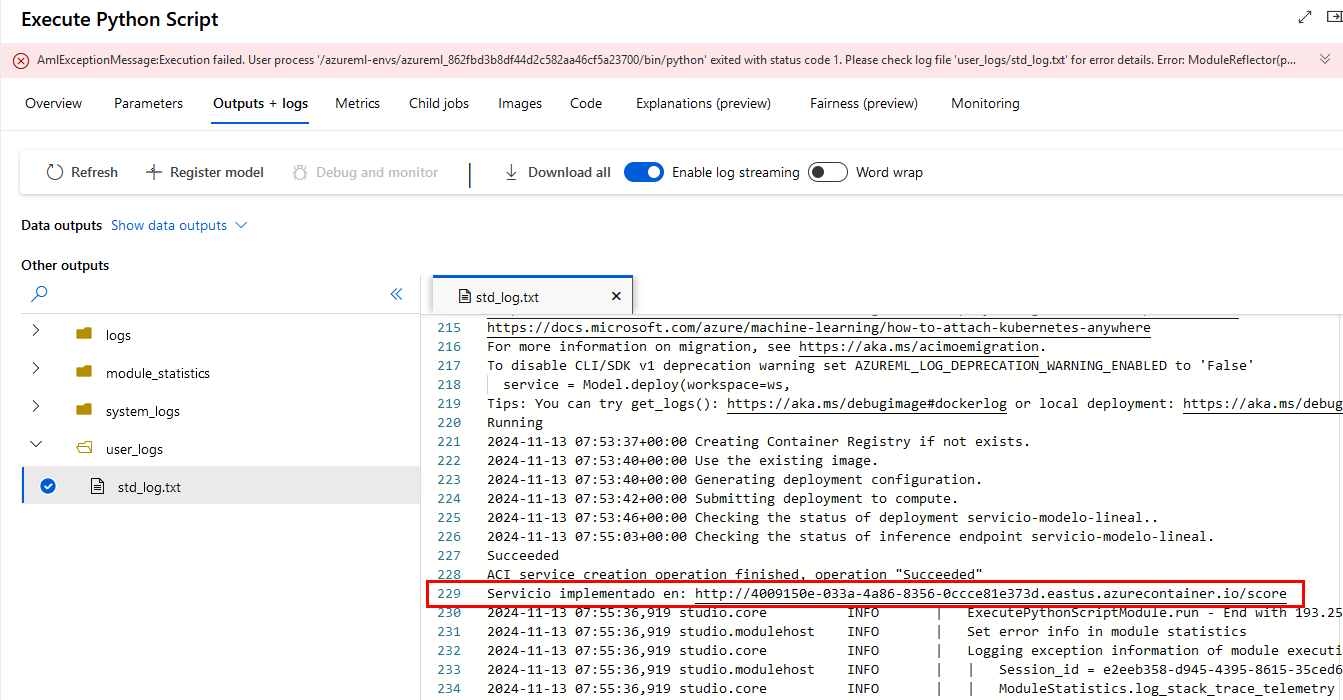 Execute Python Script
AmlExceptionMessage:Execution failed. User process '/azureml-envs/azureml_862fbd3b8df44d2c582aa46cf5a23700/bin/python' exited with status code 1. Please check log file 'user_logs/std_log.txt' for error details. Error: ModuleReflector(p...
Overview Parameters Outputs + logs Metrics Child jobs Images Code Explanations (preview) Fairness (preview) Monitoring
Refresh Register model Debug and monitor Download all Enable log streaming Word wrap
Data outputs Show data outputs
Other outputs
logs
module_statistics
system_logs
user_logs
std_log.txt
std_log.txt
215 https://docs.microsoft.com/azure/machine-learning/how-to-attach-kubernetes-anywhere
216 For more information on migration, see https://aka.ms/acimoemigration.
217 To disable CLI/SDK v1 deprecation warning set AZUREML_LOG_DEPRECATION_WARNING_ENABLED to 'False'
218 service = Model.deploy(workspace=ws,
219 Tips: You can try get_logs(): https://aka.ms/debugimage#dockerlog or local deployment: https://aka.ms/debug
220 Running
221 2024-11-13 07:53:37+00:00 Creating Container Registry if not exists.
222 2024-11-13 07:53:40+00:00 Use the existing image.
223 2024-11-13 07:53:40+00:00 Generating deployment configuration.
224 2024-11-13 07:53:42+00:00 Submitting deployment to compute.
225 2024-11-13 07:53:46+00:00 Checking the status of deployment servicio-modelo-lineal..
226 2024-11-13 07:55:03+00:00 Checking the status of inference endpoint servicio-modelo-lineal.
227 Succeeded
228 ACI service creation operation finished, operation "Succeeded"
229 Servicio implementado en: http://4009150e-033a-4a86-8356-0ccce81e373d.eastus.azurecontainer.io/score
230 2024-11-13 07:55:36,919 studio.core INFO | ExecutePythonScriptModule.run - End with 193.25
231 2024-11-13 07:55:36,919 studio.modulehost INFO | Set error info in module statistics
232 2024-11-13 07:55:36,919 studio.core INFO | Logging exception information of module executi
233 2024-11-13 07:55:36,919 studio.modulehost INFO | | Session_id = e2eeb358-d945-4395-8615-35ced6
234 2024-11-13 07:55:36,919 studio.core INFO | | ModuleStatistics.log_stack_trace_telemetry